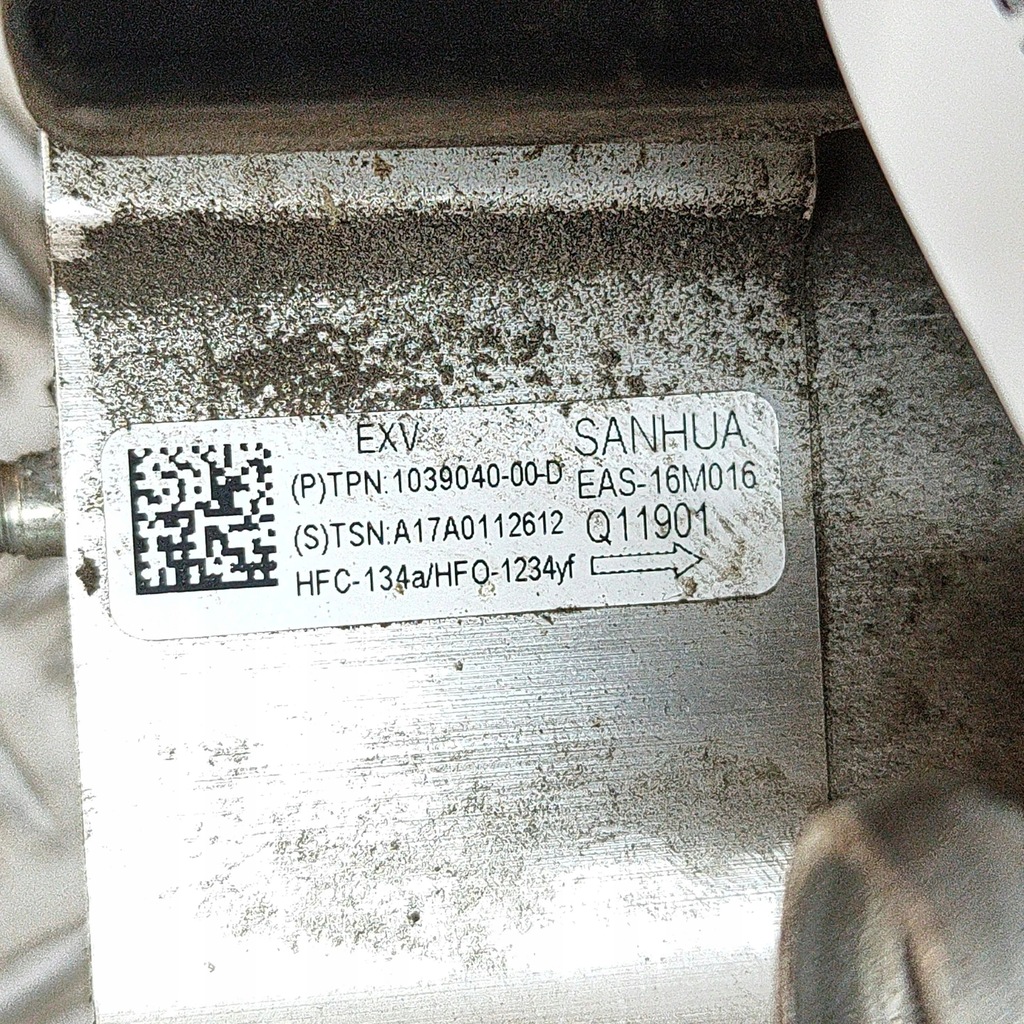 EXV SANHUA
(P)TPN:1039040-00-D EAS-16M016
(S)TSN:A17A0112612 Q11901
HFC-134a/HFO-1234yf